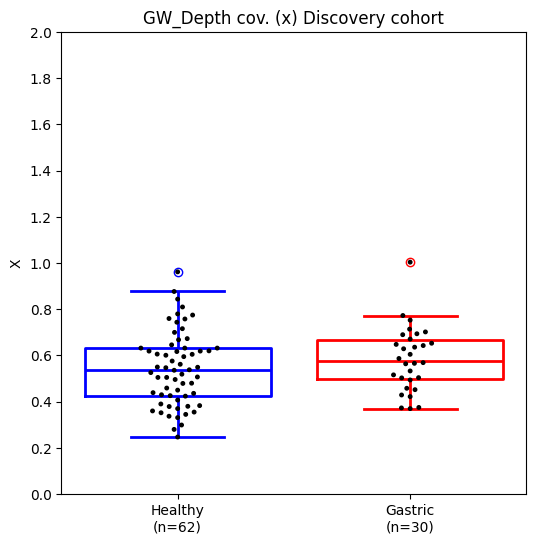 GW_Depth cov. (x) Discovery cohort
2.0
1.8
1.6
1.4
1.2
1.0
0.8
0.6
0.4
0.2
0.0
X
Healthy
(n=62)
Gastric
(n=30)